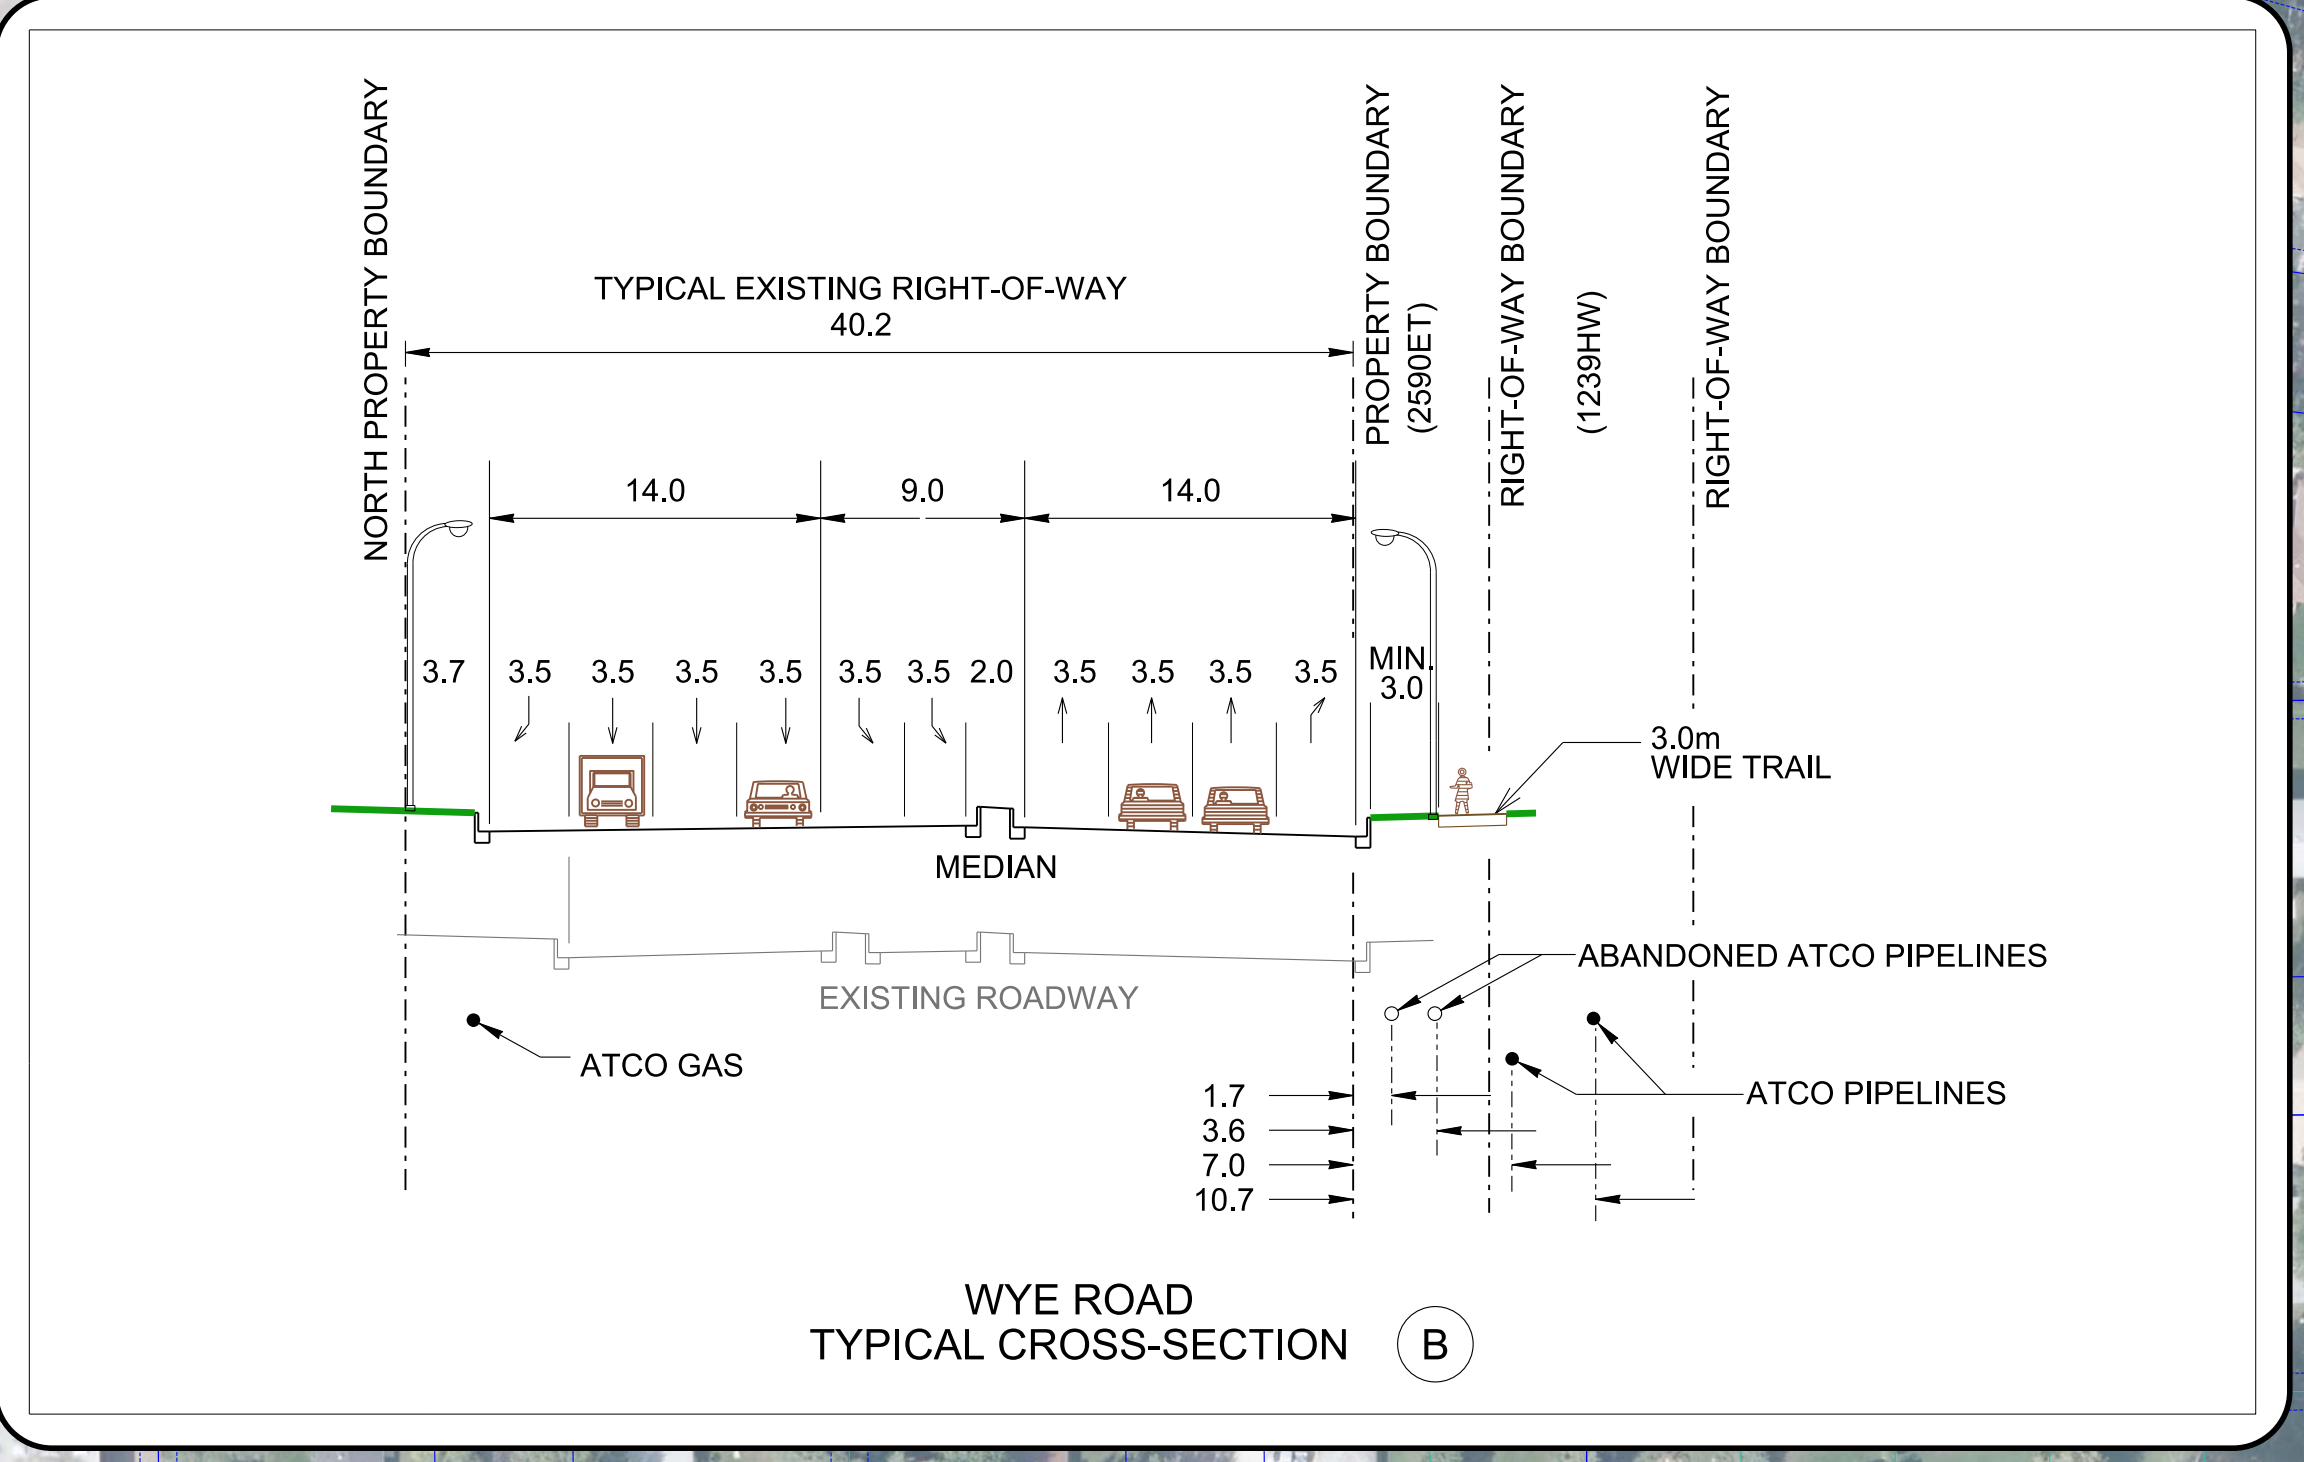 NORTH PROPERTY BOUNDARY
PROPERTY BOUNDARY
(2590ET)
RIGHT-OF-WAY BOUNDARY
(1239HW)
RIGHT-OF-WAY BOUNDARY
TYPICAL EXISTING RIGHT-OF-WAY
40.2
14.0 9.0 14.0
3.7 3.5 3.5 3.5 3.5 3.5 3.5 2.0 3.5 3.5 3.5 3.5
MIN.
3.0
3.0m
WIDE TRAIL
MEDIAN
EXISTING ROADWAY
ABANDONED ATCO PIPELINES
ATCO GAS
ATCO PIPELINES
1.7
3.6
7.0
10.7
WYE ROAD
TYPICAL CROSS-SECTION
B